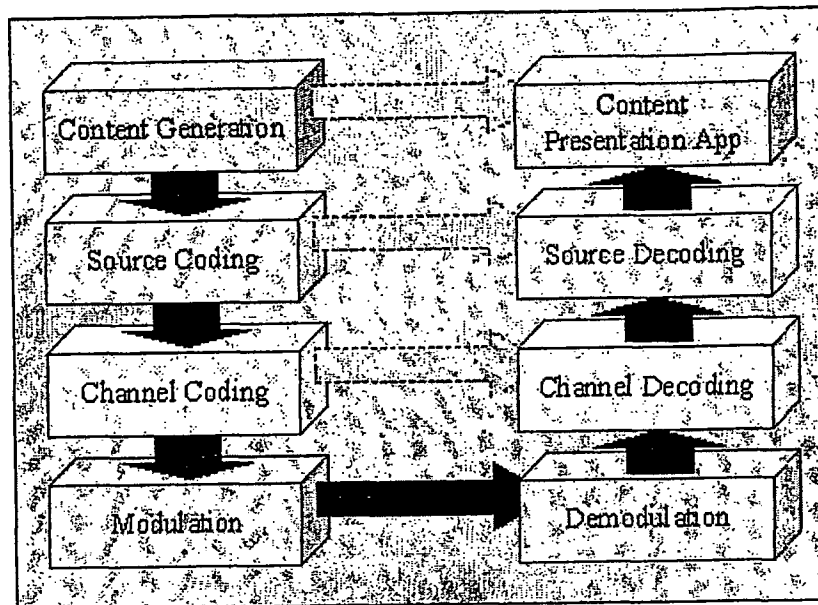 Content Generation
Source Coding
Channel Coding
Modulation
Content
Presentation App
Source Decoding
Channel Decoding
Demodulation